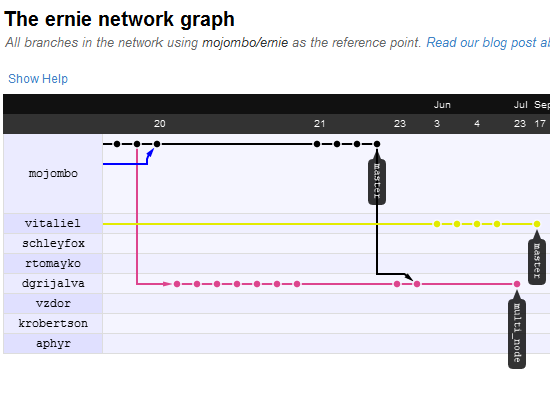 The ernie network graph
All branches in the network using mojombo/ernie as the reference point. Read our blog post
Show Help
Jun Jul Sep
20 21 23 3 4 23 17
mojombo
master
vitaliel
schleyfox
master
rtomayko
dgrijalva
vzdor
multi_node
krobertson
aphyr